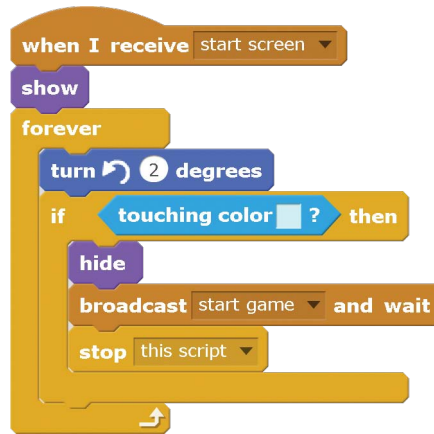 when I receive start screen
show
forever
turn 2 degrees
if touching color ? then
hide
broadcast start game and wait
stop this script